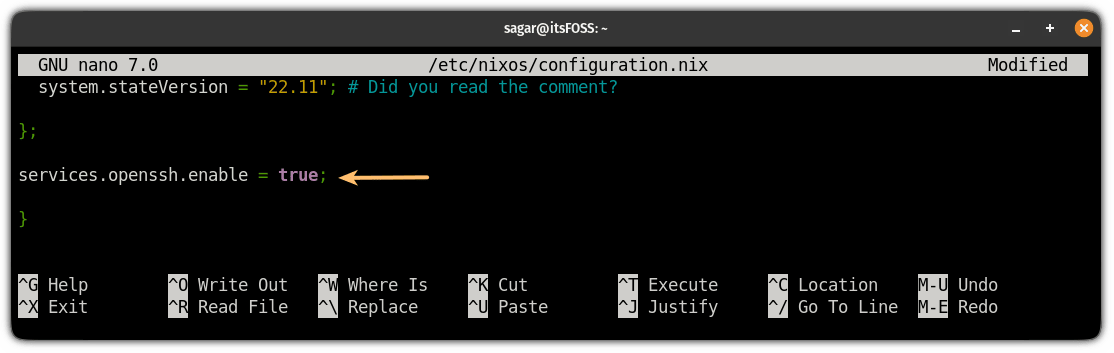 sagar@itsFOSS: ~
GNU nano 7.0 /etc/nixos/configuration.nix Modified
system.stateVersion = "22.11"; # Did you read the comment?
};
services.openssh.enable = true;
}
^G Help ^O Write Out ^W Where Is ^K Cut ^T Execute ^C Location M-U Undo
^X Exit ^R Read File ^\ Replace ^U Paste ^J Justify ^/ Go To Line M-E Redo